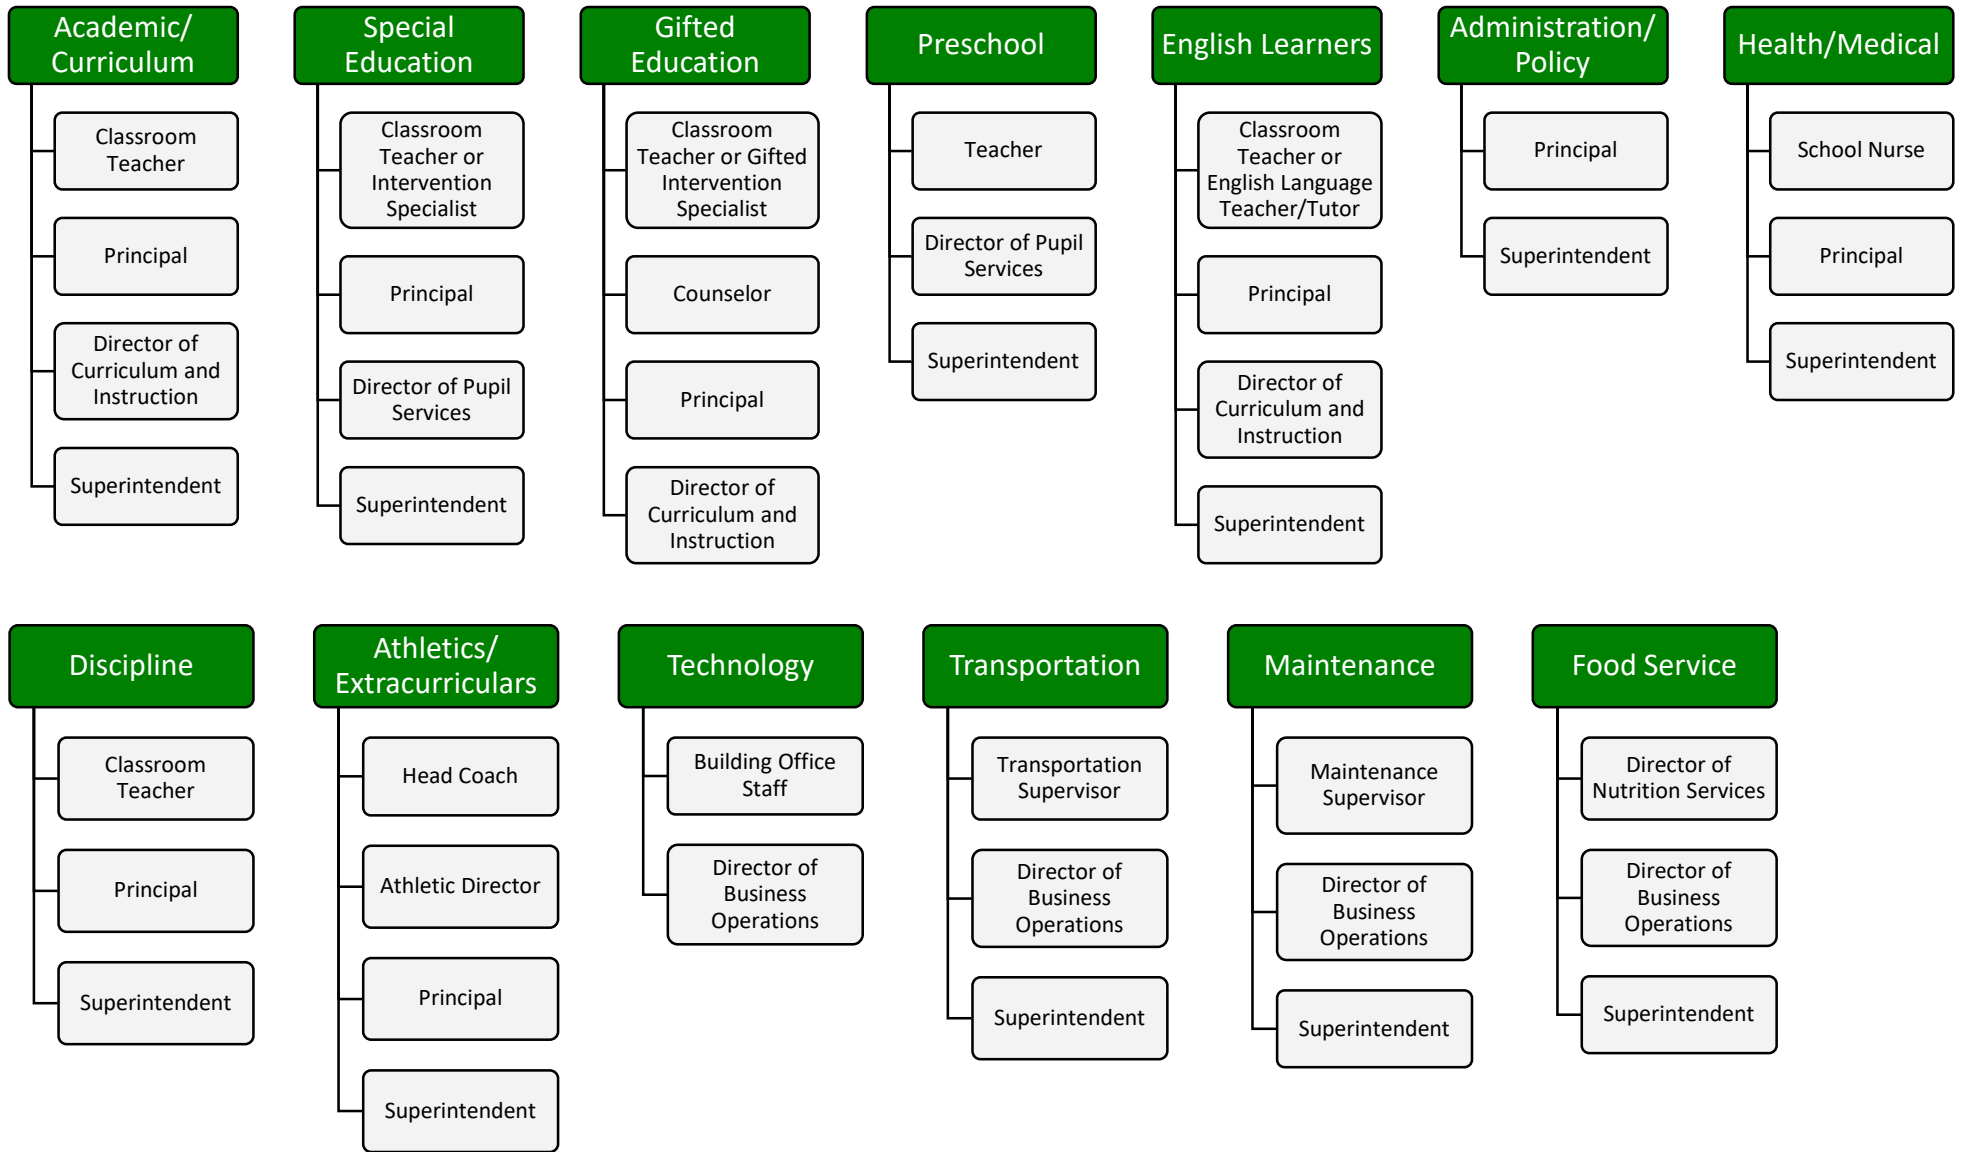 Academic/
Curriculum
Classroom
Teacher
Principal
Director of
Curriculum and
Instruction
Superintendent
Special
Education
Classroom
Teacher or
Intervention
Specialist
Principal
Director of Pupil
Services
Superintendent
Gifted
Education
Classroom
Teacher or Gifted
Intervention
Specialist
Counselor
Principal
Director of
Curriculum and
Instruction
Preschool
Teacher
Director of Pupil
Services
Superintendent
English Learners
Classroom
Teacher or
English Language
Teacher/Tutor
Principal
Director of
Curriculum and
Instruction
Superintendent
Administration/
Policy
Principal
Superintendent
Health/Medical
School Nurse
Principal
Superintendent
Discipline
Classroom
Teacher
Principal
Superintendent
Athletics/
Extracurriculars
Head Coach
Athletic Director
Principal
Superintendent
Technology
Building Office
Staff
Director of
Business
Operations
Transportation
Transportation
Supervisor
Director of
Business
Operations
Superintendent
Maintenance
Maintenance
Supervisor
Director of
Business
Operations
Superintendent
Food Service
Director of
Nutrition Services
Director of
Business
Operations
Superintendent